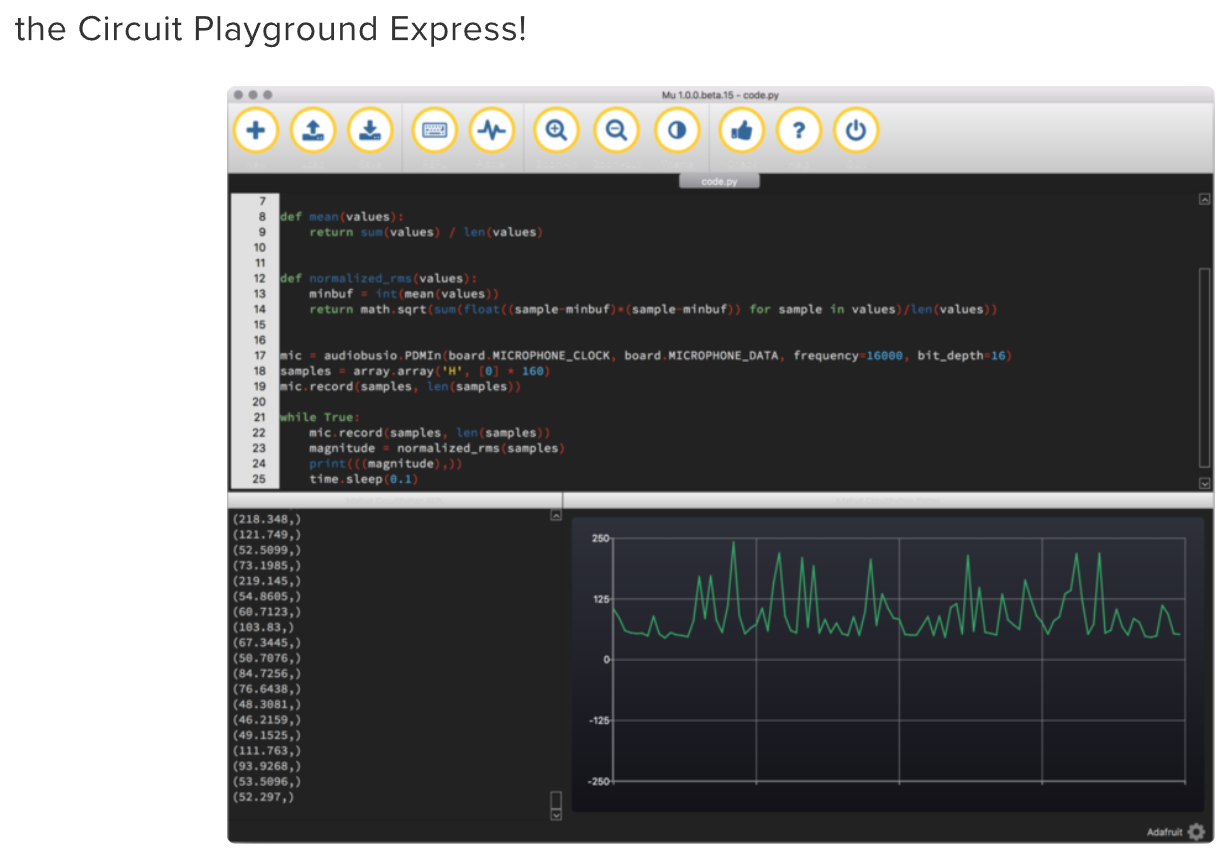 the Circuit Playground Express!
Mu 1.0.0.beta.15 - code.py
code.py
7
8 def mean(values):
9     return sum(values) / len(values)
10
11
12 def normalized_rms(values):
13     minbuf = int(mean(values))
14     return math.sqrt(sum(float((sample-minbuf)*(sample-minbuf)) for sample in values)/len(values))
15
16
17 mic = audiobusio.PDMIn(board.MICROPHONE_CLOCK, board.MICROPHONE_DATA, frequency=16000, bit_depth=16)
18 samples = array.array('H', [0] * 160)
19 mic.record(samples, len(samples))
20
21 while True:
22     mic.record(samples, len(samples))
23     magnitude = normalized_rms(samples)
24     print(((magnitude),))
25     time.sleep(0.1)
(218.348,)
(121.749,)
(52.5099,)
(73.1985,)
(219.145,)
(54.8605,)
(60.7123,)
(103.83,)
(67.3445,)
(50.7076,)
(84.7256,)
(76.6438,)
(48.3081,)
(46.2159,)
(49.1525,)
(111.763,)
(93.9268,)
(53.5096,)
(52.297,)
250
125
0
-125
-250
Adafruit